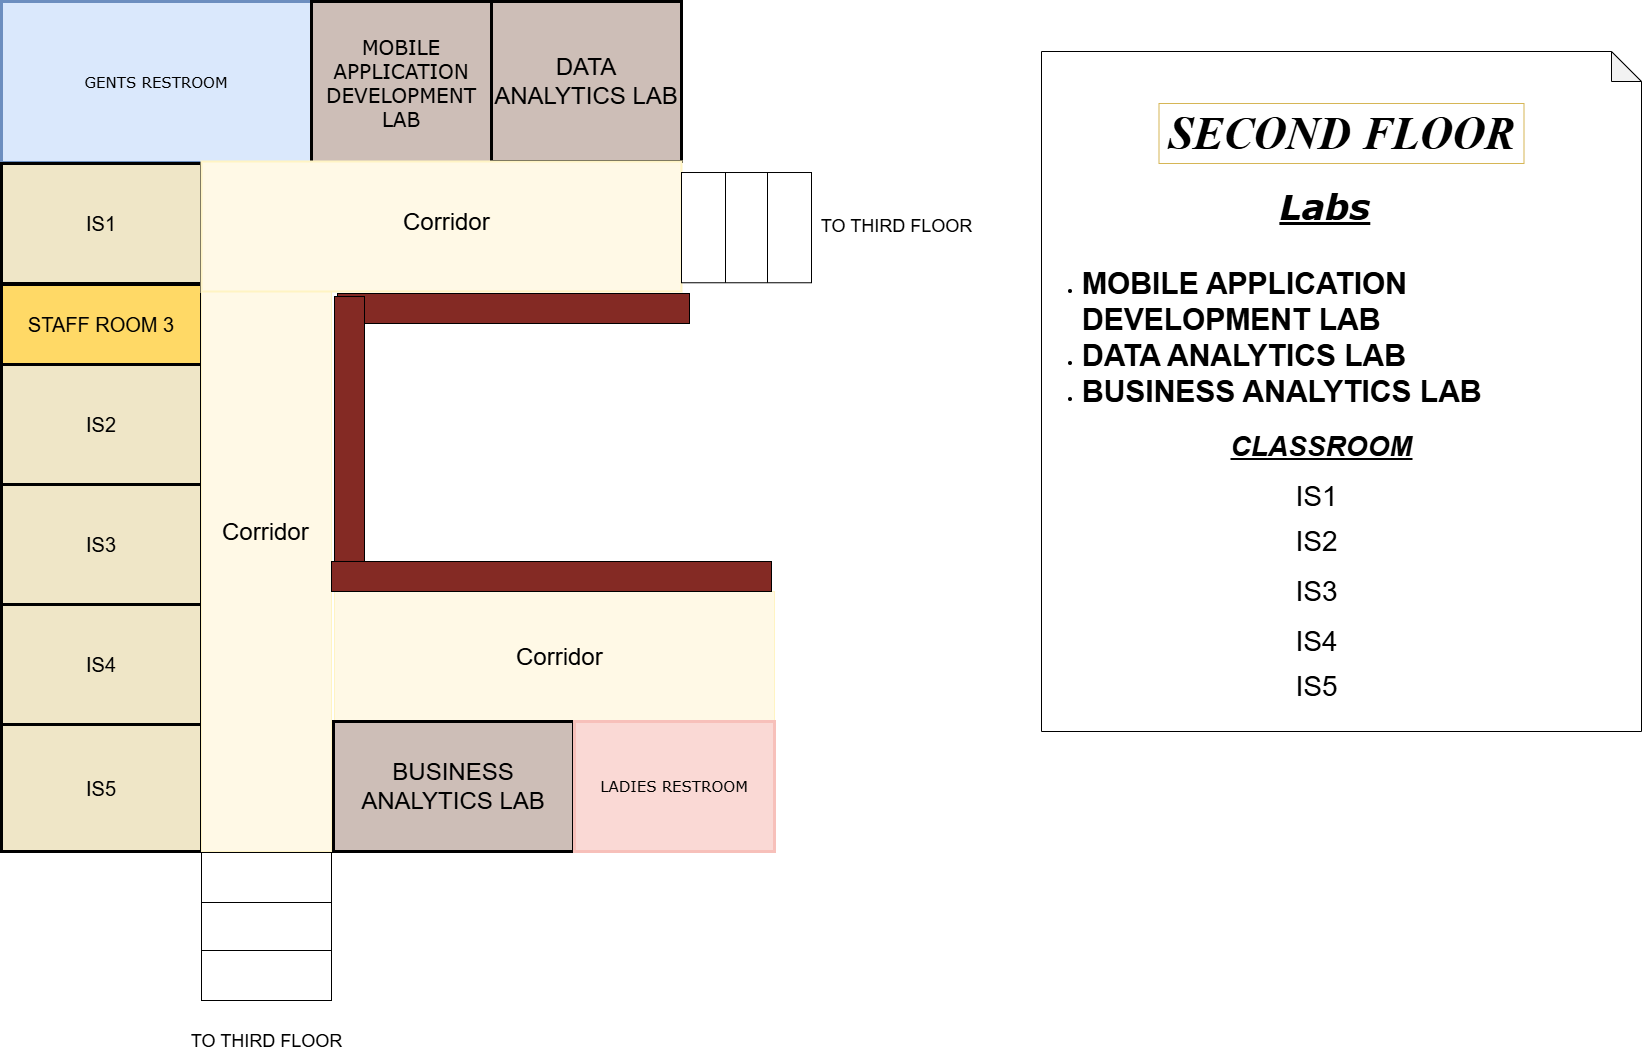 GENTS RESTROOM
MOBILE
APPLICATION
DEVELOPMENT
LAB
DATA
ANALYTICS LAB
IS1
Corridor
TO THIRD FLOOR
STAFF ROOM 3
IS2
IS3
Corridor
IS4
Corridor
IS5
BUSINESS
ANALYTICS LAB
LADIES RESTROOM
TO THIRD FLOOR
SECOND FLOOR
Labs
• MOBILE APPLICATION
DEVELOPMENT LAB
• DATA ANALYTICS LAB
• BUSINESS ANALYTICS LAB
CLASSROOM
IS1
IS2
IS3
IS4
IS5